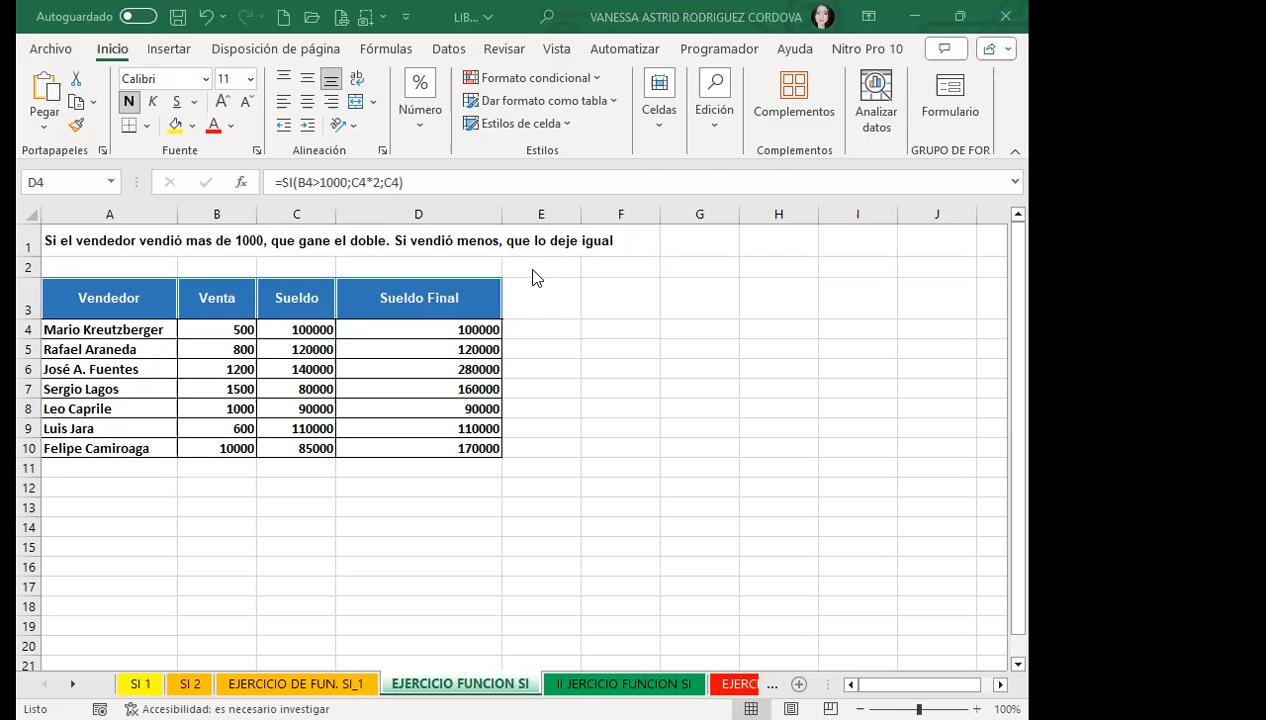 Autoguardado LIB... VANESSA ASTRID RODRIGUEZ CORDOVA
Archivo Inicio Insertar Disposición de página Fórmulas Datos Revisar Vista Automatizar Programador Ayuda Nitro Pro 10
Pegar
Calibri 11
N K S
Número
Formato condicional
Dar formato como tabla
Estilos de celda
Celdas
Edición
Complementos
Analizar
datos
Formulario
Portapapeles Fuente Alineación Estilos Complementos GRUPO DE FOR
D4 fx =SI(B4>1000;C4*2;C4)
A B C D E F G H I J
1 Si el vendedor vendió mas de 1000, que gane el doble. Si vendió menos, que lo deje igual
2
3 Vendedor Venta Sueldo Sueldo Final
4 Mario Kreutzberger 500 100000 100000
5 Rafael Araneda 800 120000 120000
6 José A. Fuentes 1200 140000 280000
7 Sergio Lagos 1500 80000 160000
8 Leo Caprile 1000 90000 90000
9 Luis Jara 600 110000 110000
10 Felipe Camiroaga 10000 85000 170000
11
12
13
14
15
16
17
18
19
20
21
SI 1 SI 2 EJERCICIO DE FUN. SI_1 EJERCICIO FUNCION SI II JERCICIO FUNCION SI EJERCI ...
Listo Accesibilidad: es necesario investigar 100%